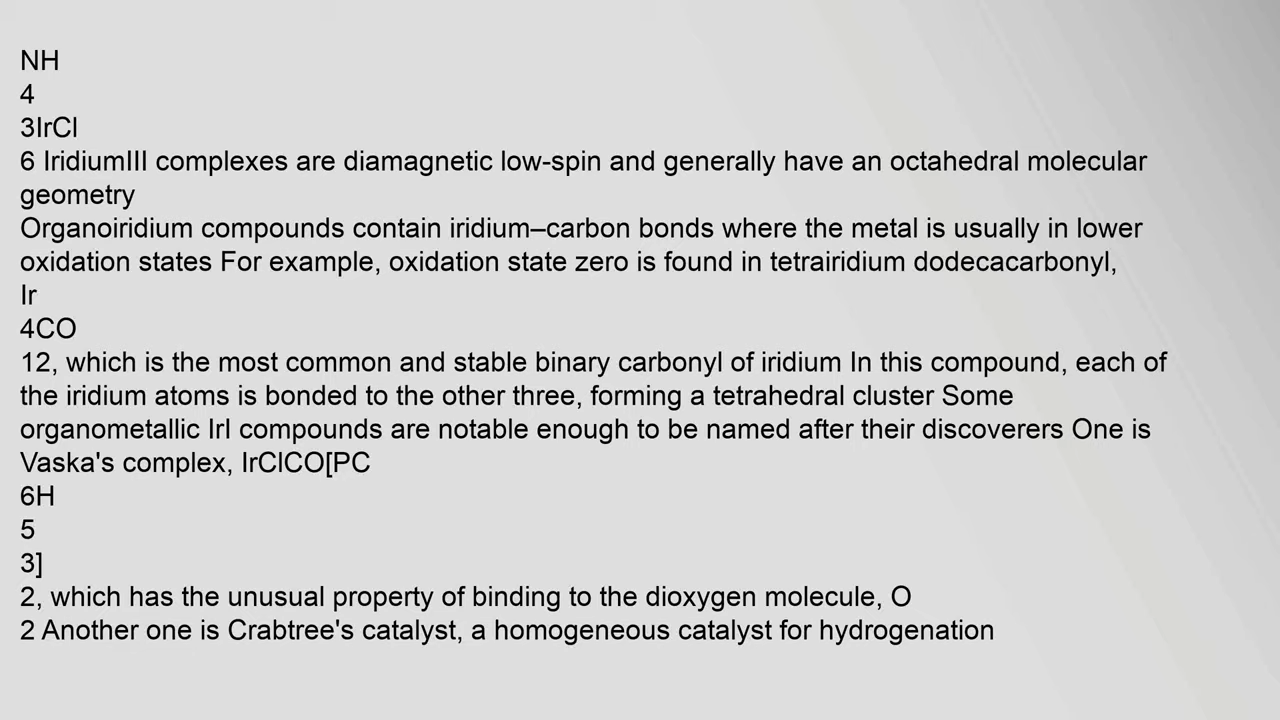 NH
4
3IrCl
6 IridiumIII complexes are diamagnetic low-spin and generally have an octahedral molecular
geometry
Organoiridium compounds contain iridium–carbon bonds where the metal is usually in lower
oxidation states For example, oxidation state zero is found in tetrairidium dodecacarbonyl,
Ir
4CO
12, which is the most common and stable binary carbonyl of iridium In this compound, each of
the iridium atoms is bonded to the other three, forming a tetrahedral cluster Some
organometallic IrI compounds are notable enough to be named after their discoverers One is
Vaska's complex, IrClCO[PC
6H
5
3]
2, which has the unusual property of binding to the dioxygen molecule, O
2 Another one is Crabtree's catalyst, a homogeneous catalyst for hydrogenation